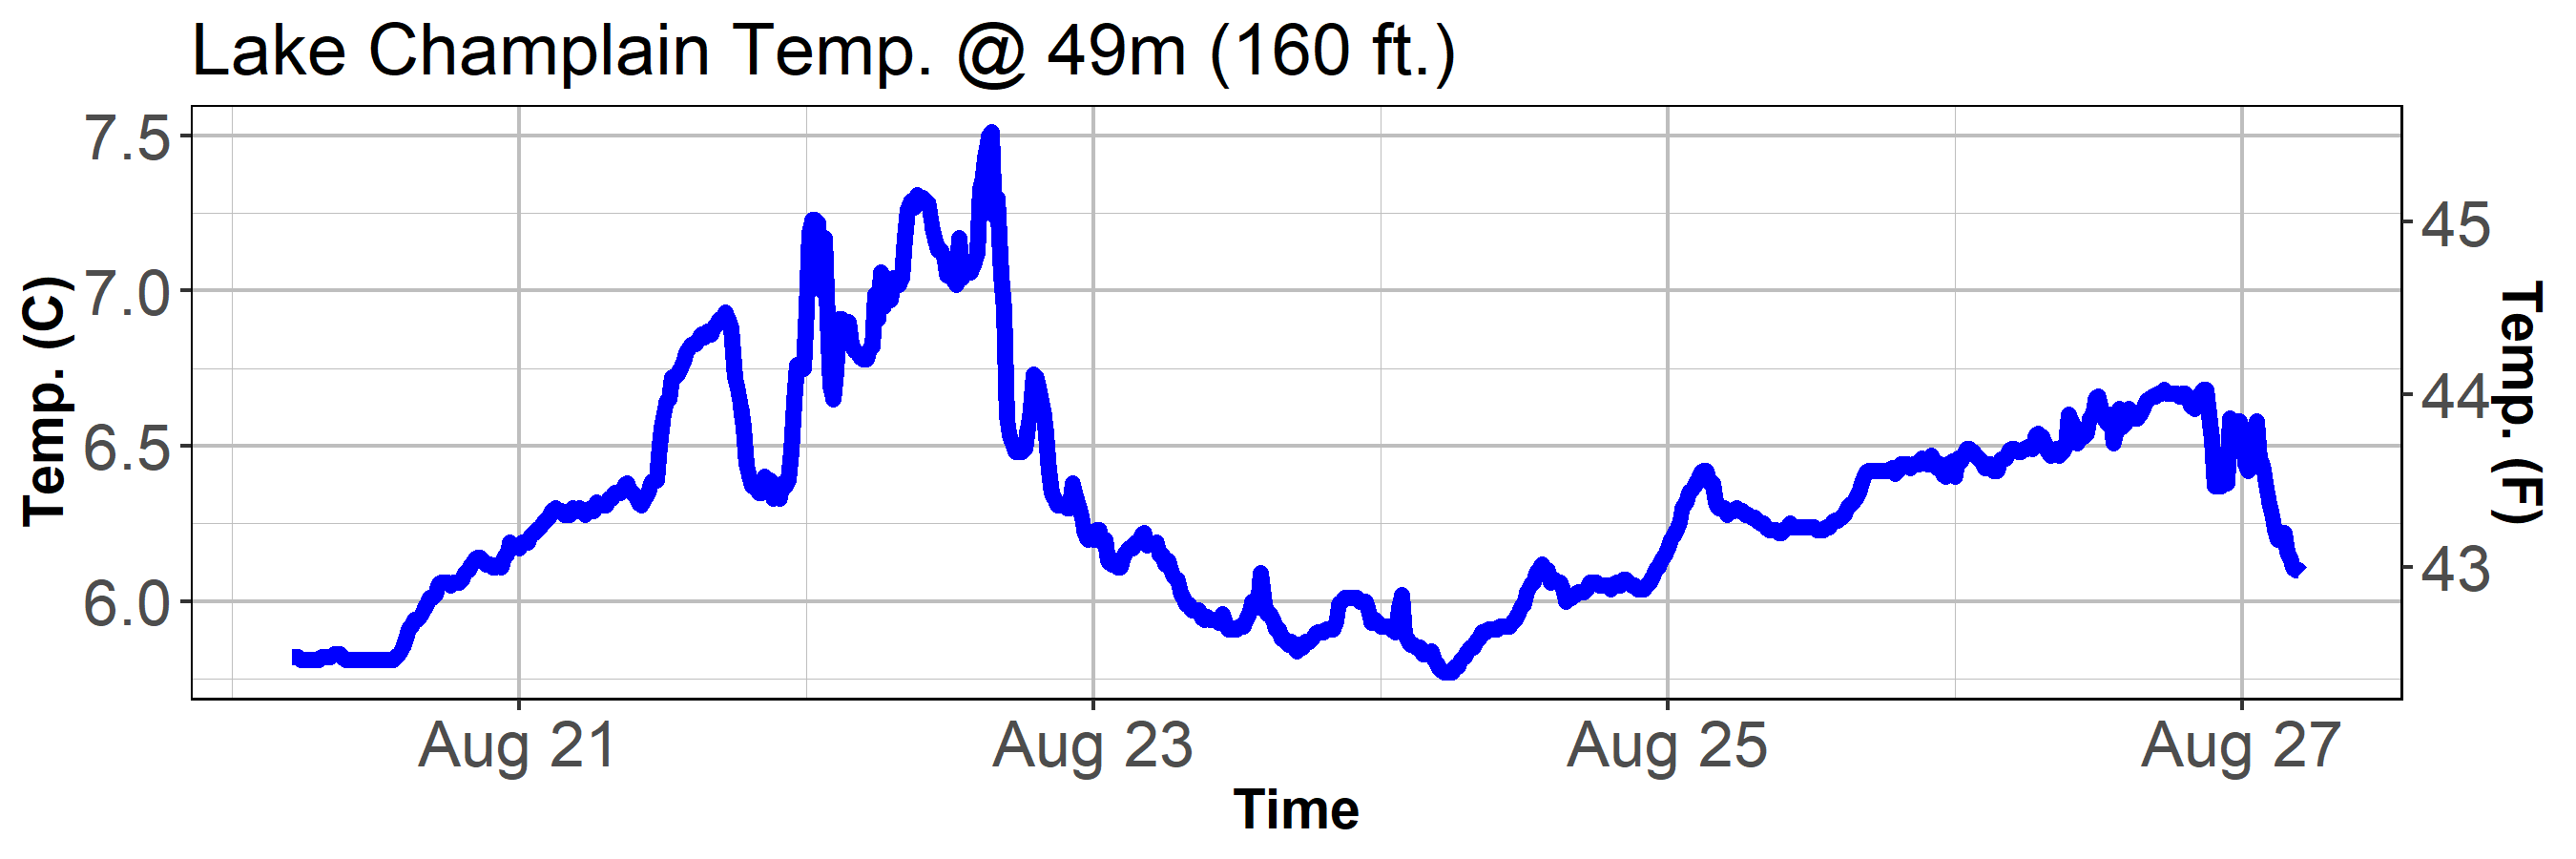 Lake Champlain Temp. @ 49m (160 ft.)
Temp. (C)
7.5
7.0
6.5
6.0
45
44
43
Temp. (F)
Aug 21 Aug 23 Aug 25 Aug 27
Time